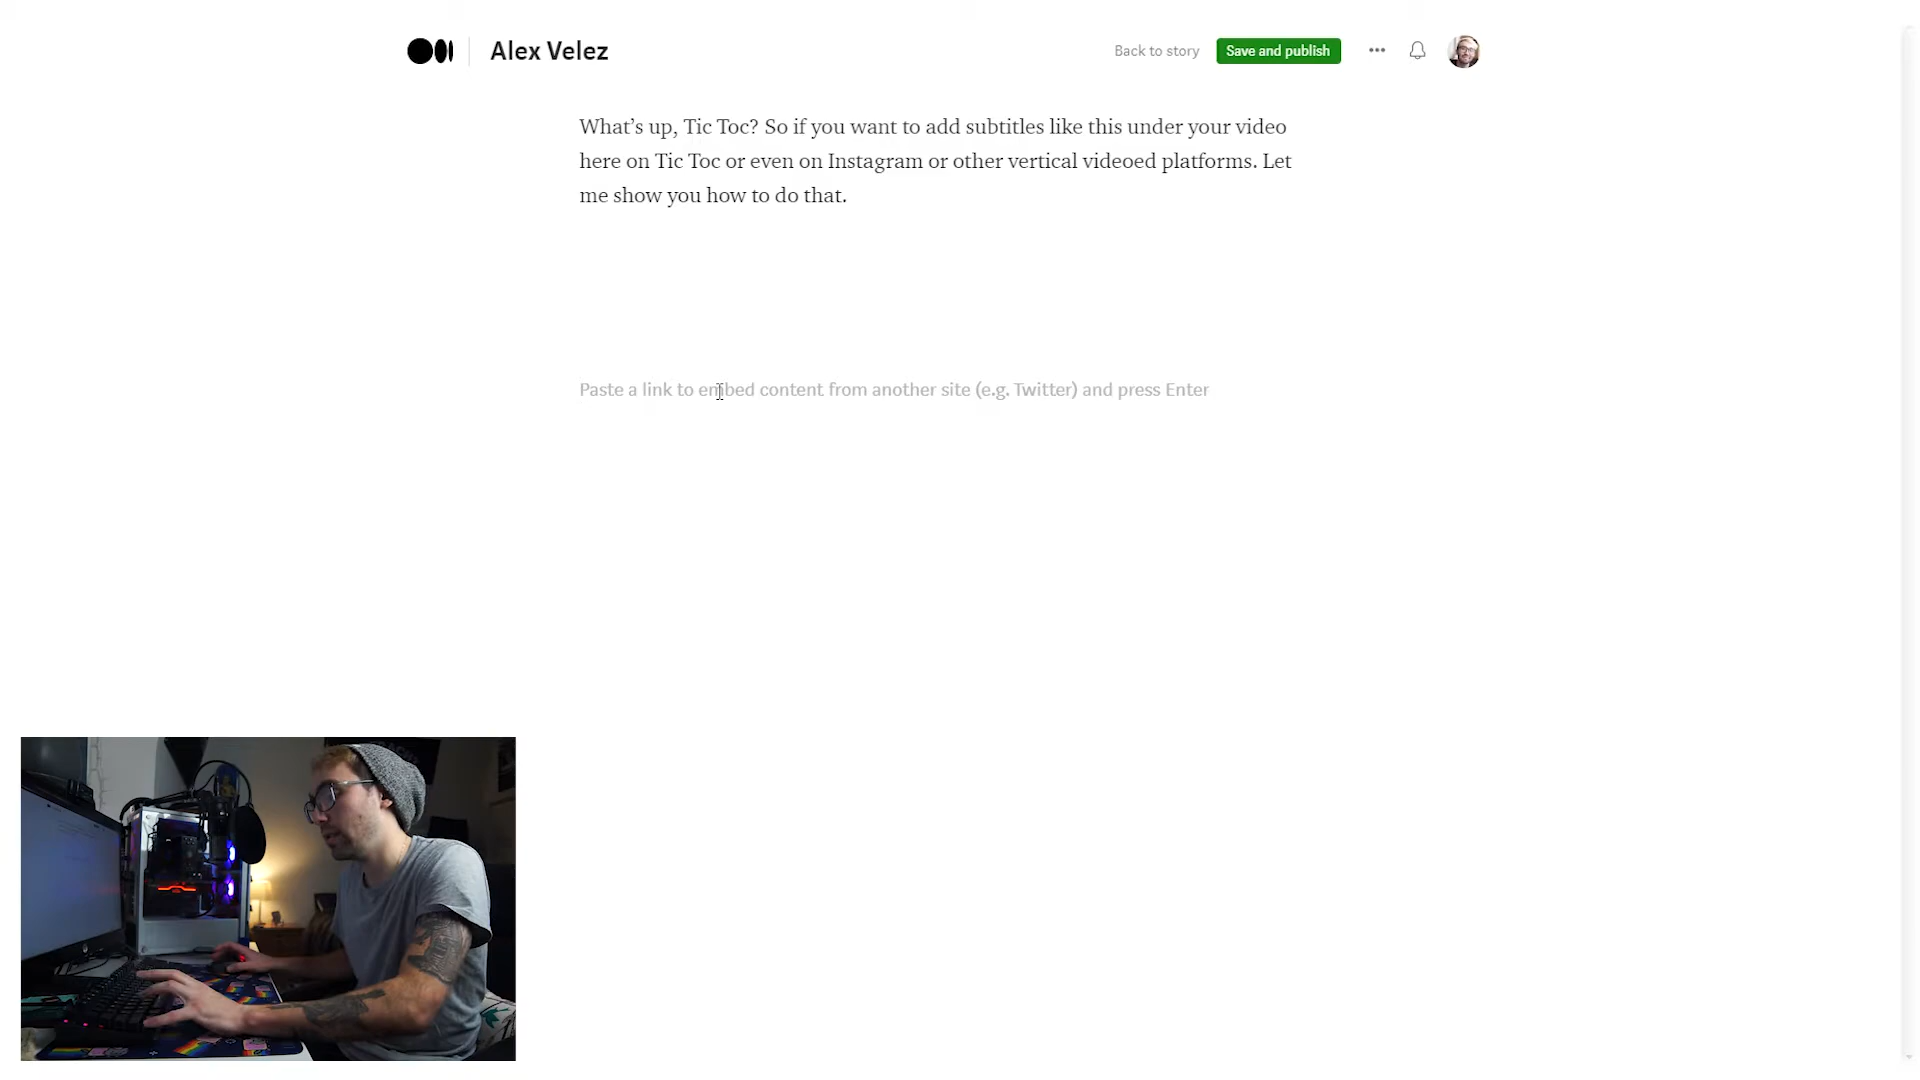 Alex Velez
Back to story
Save and publish
What's up, Tic Toc? So if you want to add subtitles like this under your video
here on Tic Toc or even on Instagram or other vertical videoed platforms. Let
me show you how to do that.
Paste a link to embed content from another site (e.g. Twitter) and press Enter